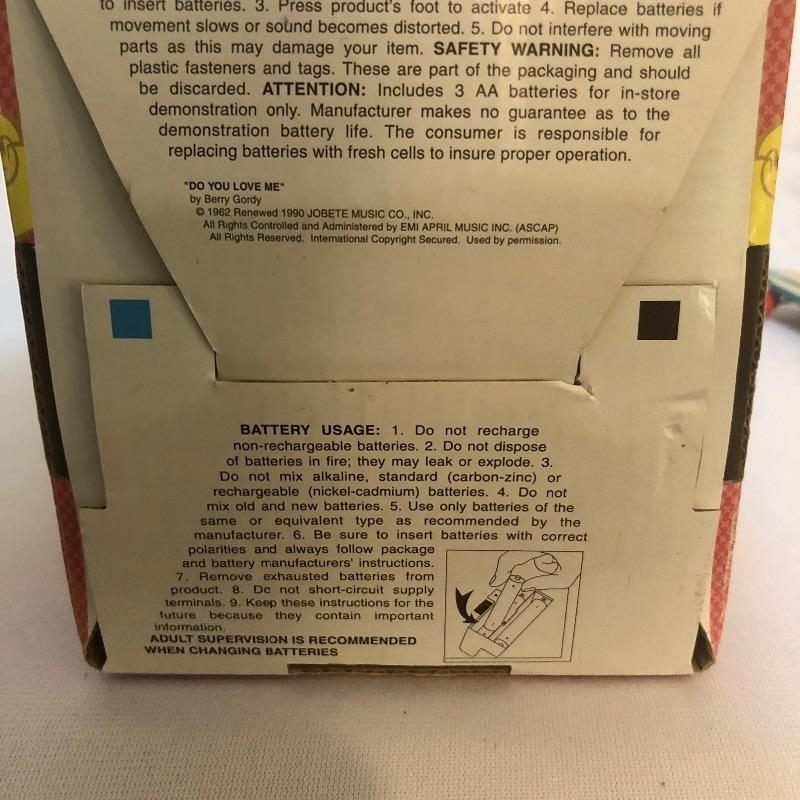 to insert batteries. 3. Press product's foot to activate 4. Replace batteries if
movement slows or sound becomes distorted. 5. Do not interfere with moving
parts as this may damage your item. SAFETY WARNING: Remove all
plastic fasteners and tags. These are part of the packaging and should
be discarded. ATTENTION: Includes 3 AA batteries for in-store
demonstration only. Manufacturer makes no guarantee as to the
demonstration battery life. The consumer is responsible for
replacing batteries with fresh cells to insure proper operation.
"DO YOU LOVE ME"
by Berry Gordy
© 1962 Renewed 1990 JOBETE MUSIC CO., INC.
All Rights Controlled and Administered by EMI APRIL MUSIC INC. (ASCAP)
All Rights Reserved. International Copyright Secured. Used by permission.
BATTERY USAGE: 1. Do not recharge
non-rechargeable batteries. 2. Do not dispose
of batteries in fire; they may leak or explode. 3.
Do not mix alkaline, standard (carbon-zinc) or
rechargeable (nickel-cadmium) batteries. 4. Do not
mix old and new batteries. 5. Use only batteries of the
same or equivalent type as recommended by the
manufacturer. 6. Be sure to insert batteries with correct
polarities and always follow package
and battery manufacturers' instructions.
7. Remove exhausted batteries from
product. 8. Do not short-circuit supply
terminals. 9. Keep these instructions for the
future because they contain important
information.
ADULT SUPERVISION IS RECOMMENDED
WHEN CHANGING BATTERIES